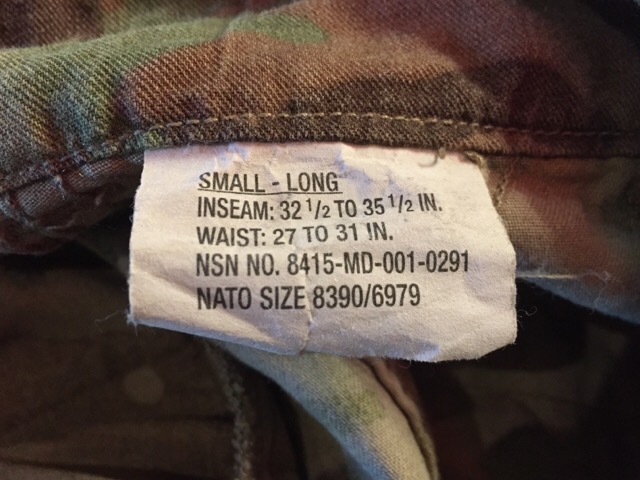 SMALL - LONG
INSEAM: 32 1/2 TO 35 1/2 IN.
WAIST: 27 TO 31 IN.
NSN NO. 8415-MD-001-0291
NATO SIZE 8390/6979